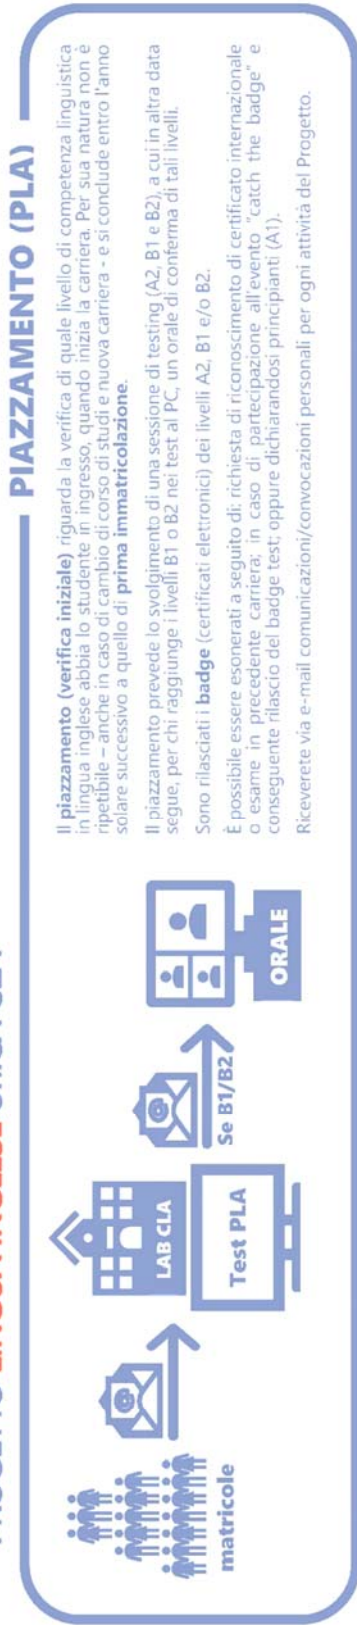 PIAZZAMENTO (PLA)
matricole
LAB CLA
Test PLA
Se B1/B2
ORALE
Il piazzamento (verifica iniziale) riguarda la verifica di quale livello di competenza linguistica
in lingua inglese abbia lo studente in ingresso, quando inizia la carriera. Per sua natura non è
ripetibile – anche in caso di cambio di corso di studi e nuova carriera - e si conclude entro l'anno
solare successivo a quello di prima immatricolazione.
Il piazzamento prevede lo svolgimento di una sessione di testing (A2, B1 e B2), a cui in altra data
segue, per chi raggiunge i livelli B1 o B2 nei test al PC, un orale di conferma di tali livelli.
Sono rilasciati i badge (certificati elettronici) dei livelli A2, B1 e/o B2.
È possibile essere esonerati a seguito di: richiesta di riconoscimento di certificato internazionale
o esame in precedente carriera; in caso di partecipazione all'evento "catch the badge" e
conseguente rilascio del badge test; oppure dichiarandosi principianti (A1).
Riceverete via e-mail comunicazioni/convocazioni personali per ogni attività del Progetto.